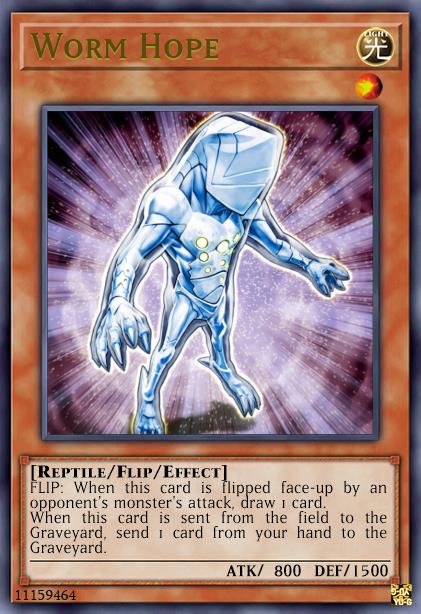 Worm Hope
LIGHT
光
[Reptile/Flip/Effect]
FLIP: When this card is flipped face-up by an
opponent's monster's attack, draw 1 card.
When this card is sent from the field to the
Graveyard, send 1 card from your hand to the
Graveyard.
ATK/ 800 DEF/1500
11159464